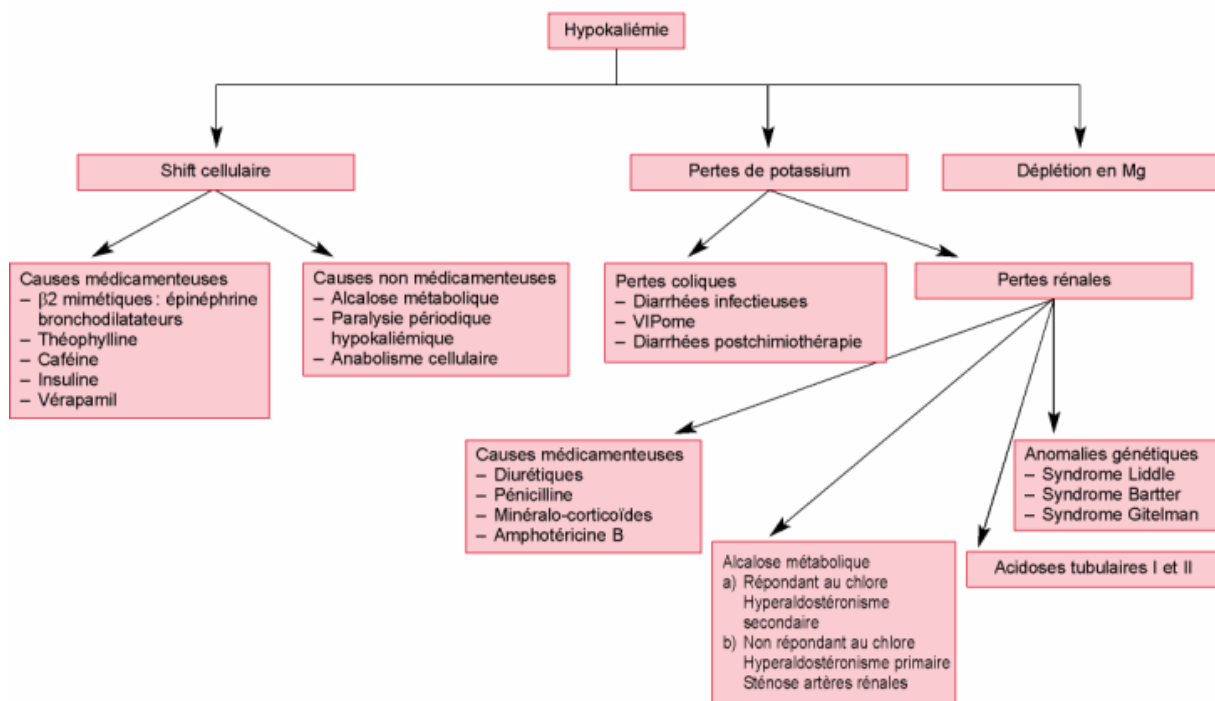 Hypokaliémie
Shift cellulaire
Pertes de potassium
Déplétion en Mg
Causes médicamenteuses
– β2 mimétiques : épinéphrine
bronchodilatateurs
– Théophylline
– Caféine
– Insuline
– Vérapamil
Causes non médicamenteuses
– Alcalose métabolique
– Paralysie périodique
hypokaliémique
– Anabolisme cellulaire
Pertes coliques
– Diarrhées infectieuses
– VIPome
– Diarrhées postchimiothérapie
Pertes rénales
Causes médicamenteuses
– Diurétiques
– Pénicilline
– Minéralo-corticoïdes
– Amphotéricine B
Alcalose métabolique
a) Répondant au chlore
Hyperaldostéronisme
secondaire
b) Non répondant au chlore
Hyperaldostéronisme primaire
Sténose artères rénales
Acidoses tubulaires I et II
Anomalies génétiques
– Syndrome Liddle
– Syndrome Bartter
– Syndrome Gitelman